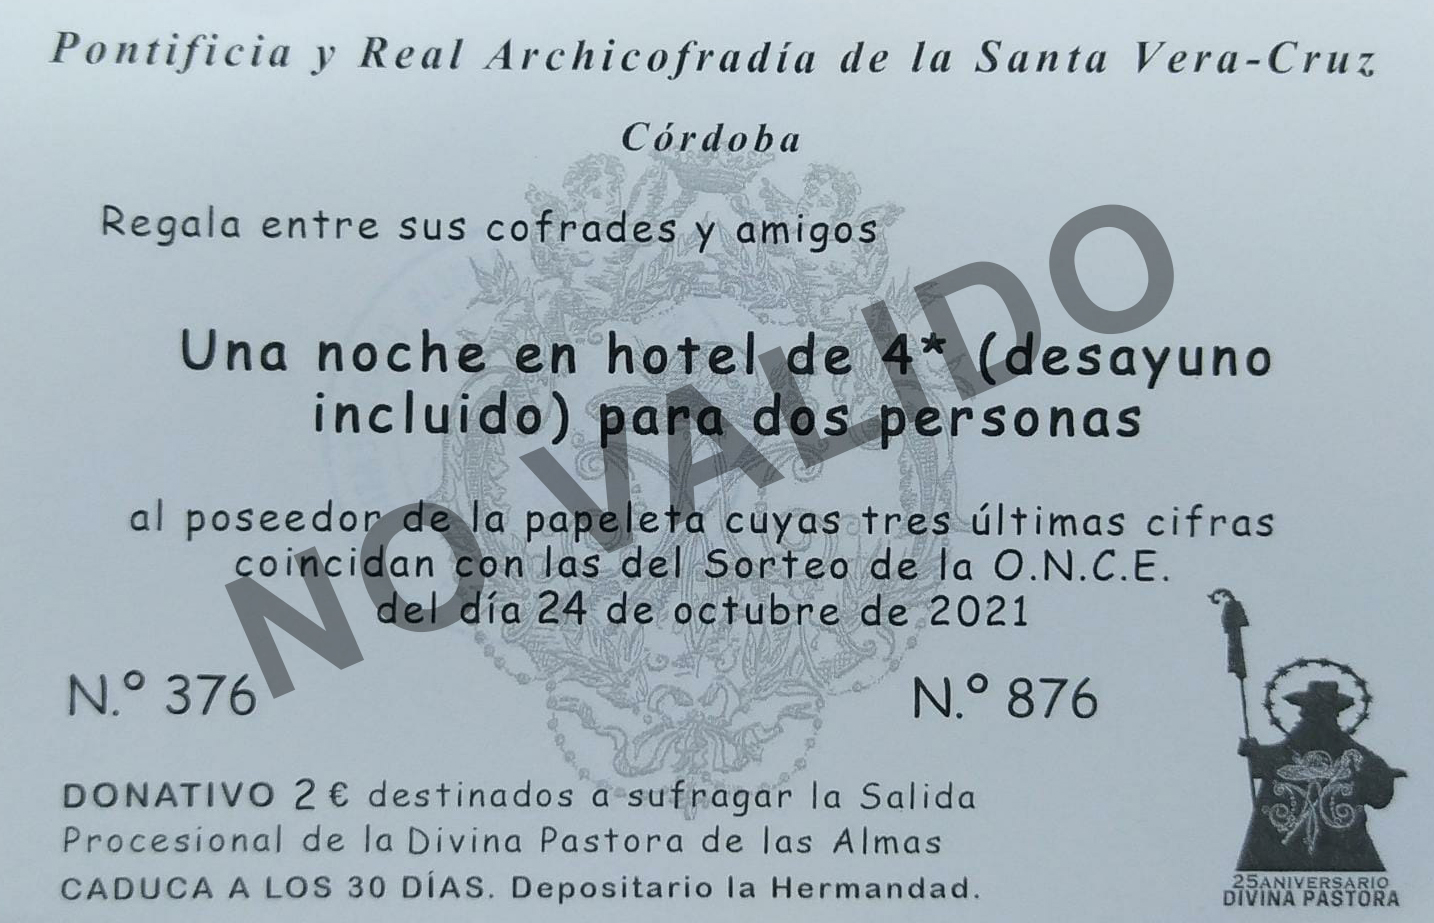 Pontificia y Real Archicofradía de la Santa Vera-Cruz
Córdoba
Regala entre sus cofrades y amigos
Una noche en hotel de 4* (desayuno
incluido) para dos personas
al poseedor de la papeleta cuyas tres últimas cifras
coincidan con las del Sorteo de la O.N.C.E.
del día 24 de octubre de 2021
N.º 376
N.º 876
DONATIVO 2 € destinados a sufragar la Salida
Procesional de la Divina Pastora de las Almas
CADUCA A LOS 30 DÍAS. Depositario la Hermandad.
25ANIVERSARIO
DIVINA PASTORA
NO VALIDO